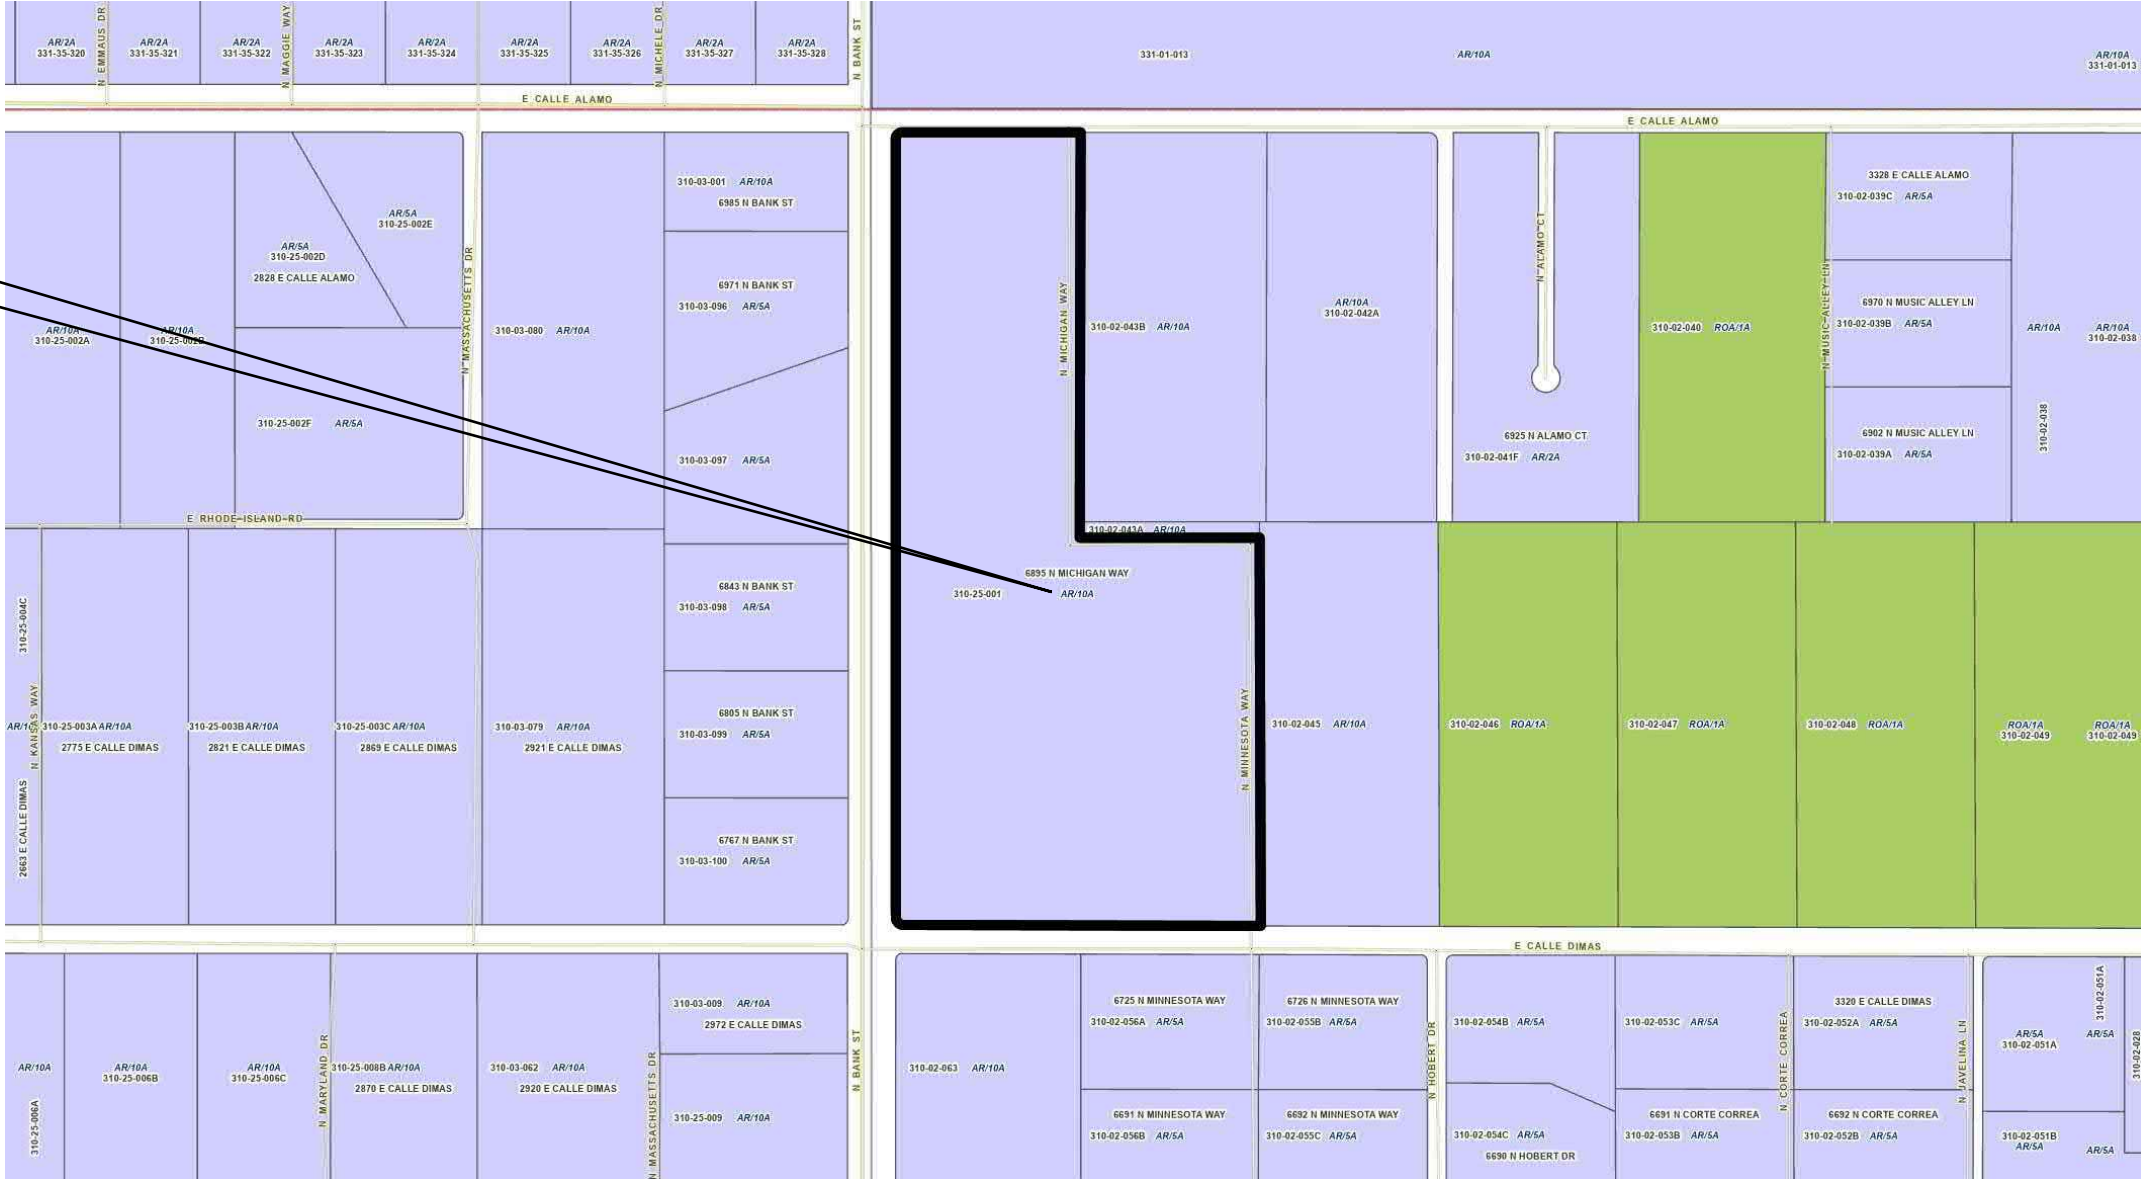 N EMMAUS DR
N MAGGIE WAY
N MICHELE DR
N BANK ST
AR/2A
331-35-320
AR/2A
331-35-321
AR/2A
331-35-322
AR/2A
331-35-323
AR/2A
331-35-324
AR/2A
331-35-325
AR/2A
331-35-326
AR/2A
331-35-327
AR/2A
331-35-328
331-01-013
AR/10A
AR/10A
331-01-013
E CALLE ALAMO
E CALLE ALAMO
AR/10A
310-25-002A
AR/10A
310-25-002B
AR/5A
310-25-002D
2828 E CALLE ALAMO
AR/5A
310-25-002E
310-25-002F AR/5A
N MASSACHUSETTS DR
E RHODE ISLAND RD
310-03-080 AR/10A
310-03-001 AR/10A
6985 N BANK ST
6971 N BANK ST
310-03-096 AR/5A
310-03-097 AR/5A
N MICHIGAN WAY
310-02-043B AR/10A
310-02-043A AR/10A
AR/10A
310-02-042A
N ALAMO CT
6925 N ALAMO CT
310-02-041F AR/2A
310-02-040 ROA/1A
N MUSIC ALLEY LN
3328 E CALLE ALAMO
310-02-039C AR/5A
6970 N MUSIC ALLEY LN
310-02-039B AR/5A
6902 N MUSIC ALLEY LN
310-02-039A AR/5A
AR/10A
AR/10A
310-02-038
310-02-038
310-25-004C
N KANSAS WAY
2663 E CALLE DIMAS
310-25-003A AR/10A
2775 E CALLE DIMAS
310-25-003B AR/10A
2821 E CALLE DIMAS
310-25-003C AR/10A
2869 E CALLE DIMAS
310-03-079 AR/10A
2921 E CALLE DIMAS
6843 N BANK ST
310-03-098 AR/5A
6805 N BANK ST
310-03-099 AR/5A
6767 N BANK ST
310-03-100 AR/5A
6895 N MICHIGAN WAY
310-25-001 AR/10A
N MINNESOTA WAY
310-02-045 AR/10A
310-02-046 ROA/1A
310-02-047 ROA/1A
310-02-048 ROA/1A
ROA/1A
310-02-049
ROA/1A
310-02-049
E CALLE DIMAS
AR/10A
310-25-006A
AR/10A
310-25-006B
AR/10A
310-25-006C
N MARYLAND DR
310-25-008B AR/10A
2870 E CALLE DIMAS
310-03-062 AR/10A
2920 E CALLE DIMAS
N MASSACHUSETTS DR
310-03-009. AR/10A
2972 E CALLE DIMAS
310-25-009 AR/10A
N BANK ST
310-02-063 AR/10A
6725 N MINNESOTA WAY
310-02-056A AR/5A
6691 N MINNESOTA WAY
310-02-056B AR/5A
6726 N MINNESOTA WAY
310-02-055B AR/5A
6692 N MINNESOTA WAY
310-02-055C AR/5A
N HOBERT DR
310-02-054B AR/5A
310-02-054C AR/5A
6690 N HOBERT DR
310-02-053C AR/5A
6691 N CORTE CORREA
310-02-053B AR/5A
N CORTE CORREA
3320 E CALLE DIMAS
310-02-052A AR/5A
6692 N CORTE CORREA
310-02-052B AR/5A
N JAVELINA LN
AR/5A
310-02-051A
AR/5A
310-02-051A
310-02-051B
AR/5A
AR/5A
310-02-028